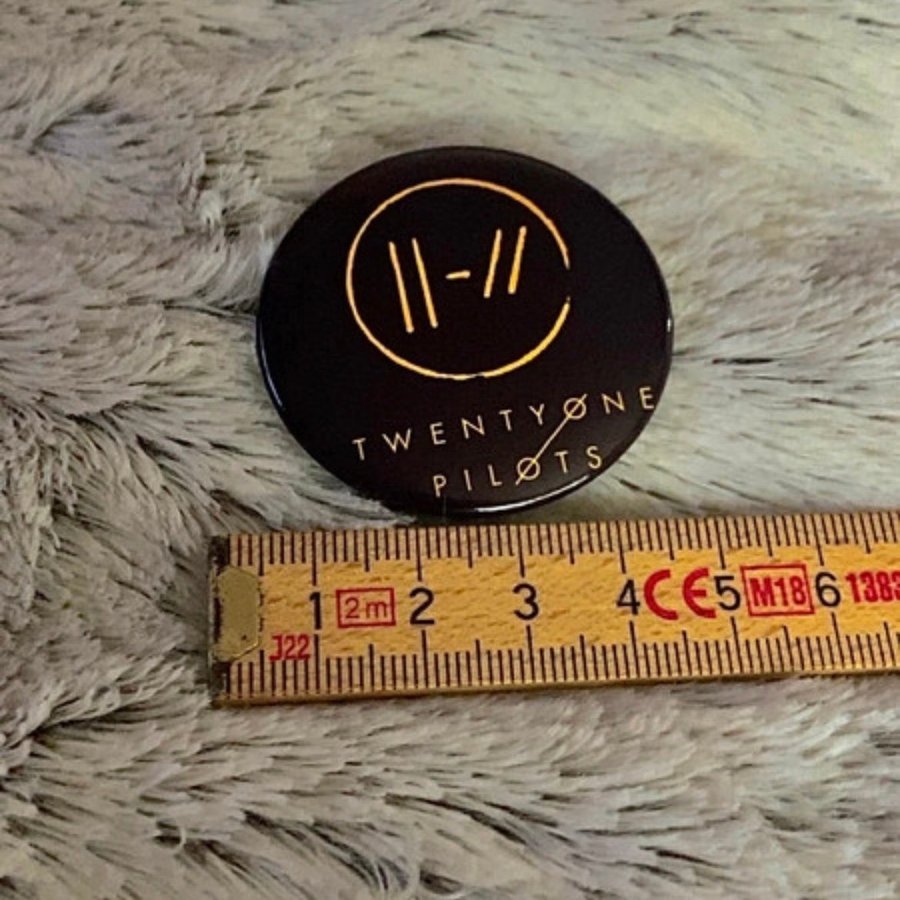 ||-//
TWENTYØNE
PILØTS
1 2m 2 3 4 CE 5 M18 6 1383
J22